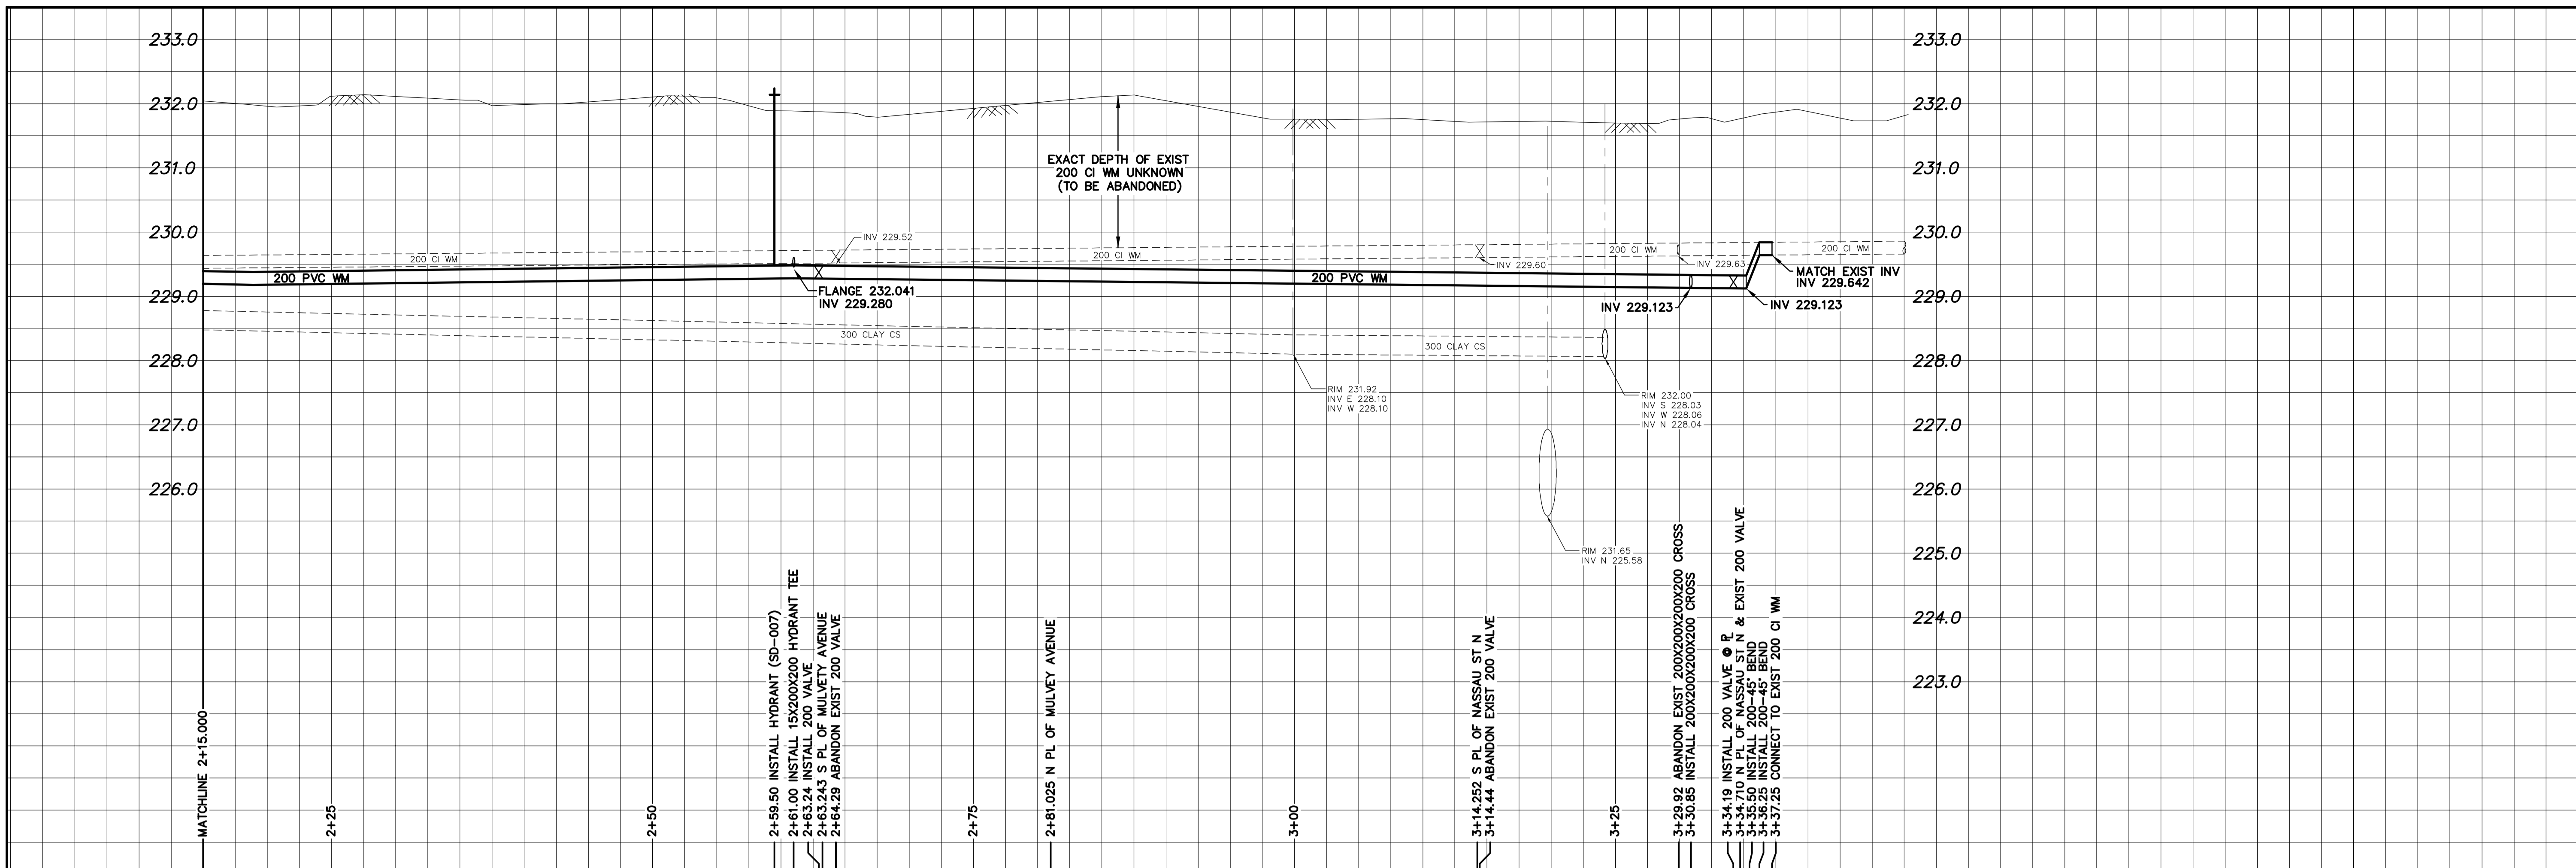 233.0
233.0
232.0
232.0
EXACT DEPTH OF EXIST
200 CI WM UNKNOWN
(TO BE ABANDONED)
231.0
231.0
230.0
230.0
INV 229.52
200 CI WM
200 CI WM
200 CI WM
200 CI WM
INV 229.60
INV 229.63
200 PVC WM
200 PVC WM
MATCH EXIST INV
INV 229.642
229.0
229.0
FLANGE 232.041
INV 229.280
INV 229.123
INV 229.123
300 CLAY CS
300 CLAY CS
228.0
228.0
RIM 231.92
INV E 228.10
INV W 228.10
RIM 232.00
INV S 228.03
INV W 228.06
INV N 228.04
227.0
227.0
226.0
226.0
RIM 231.65
INV N 225.58
225.0
225.0
224.0
224.0
223.0
223.0
MATCHLINE 2+15.000
2+25
2+50
2+59.50 INSTALL HYDRANT (SD-007)
2+61.00 INSTALL 15X200X200 HYDRANT TEE
2+63.24 INSTALL 200 VALVE
2+63.243 S PL OF MULVETY AVENUE
2+64.29 ABANDON EXIST 200 VALVE
2+75
2+81.025 N PL OF MULVEY AVENUE
3+00
3+14.252 S PL OF NASSAU ST N
3+14.44 ABANDON EXIST 200 VALVE
3+25
3+29.92 ABANDON EXIST 200X200X200X200 CROSS
3+30.85 INSTALL 200X200X200X200 CROSS
3+34.19 INSTALL 200 VALVE @ PL
3+34.710 N PL OF NASSAU ST N & EXIST 200 VALVE
3+35.50 INSTALL 200-45° BEND
3+36.25 INSTALL 200-45° BEND
3+37.25 CONNECT TO EXIST 200 CI WM